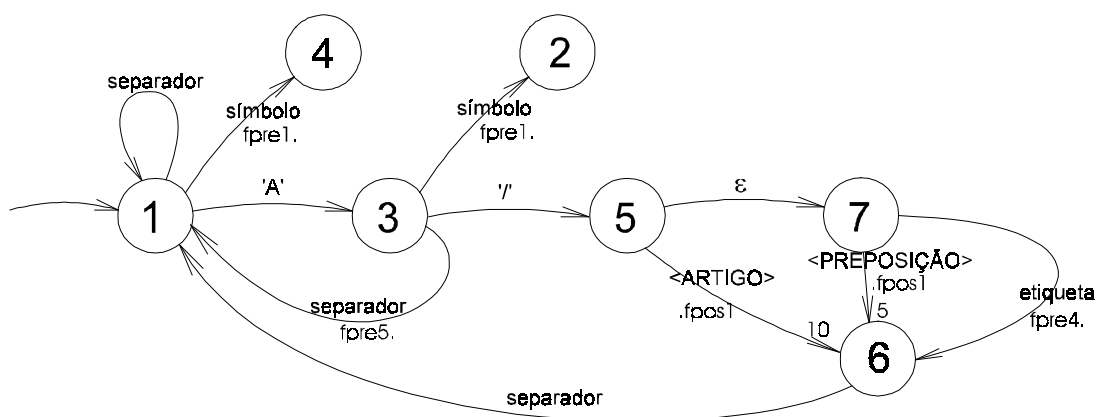 4
2
separador
símbolo
fpre1.
símbolo
fpre1.
'A'
'/'
ε
1
3
5
7
<ARTIGO>
.fpos1
<PREPOSIÇÃO>
.fpos1
separador
fpre5.
etiqueta
fpre4.
10
5
6
separador